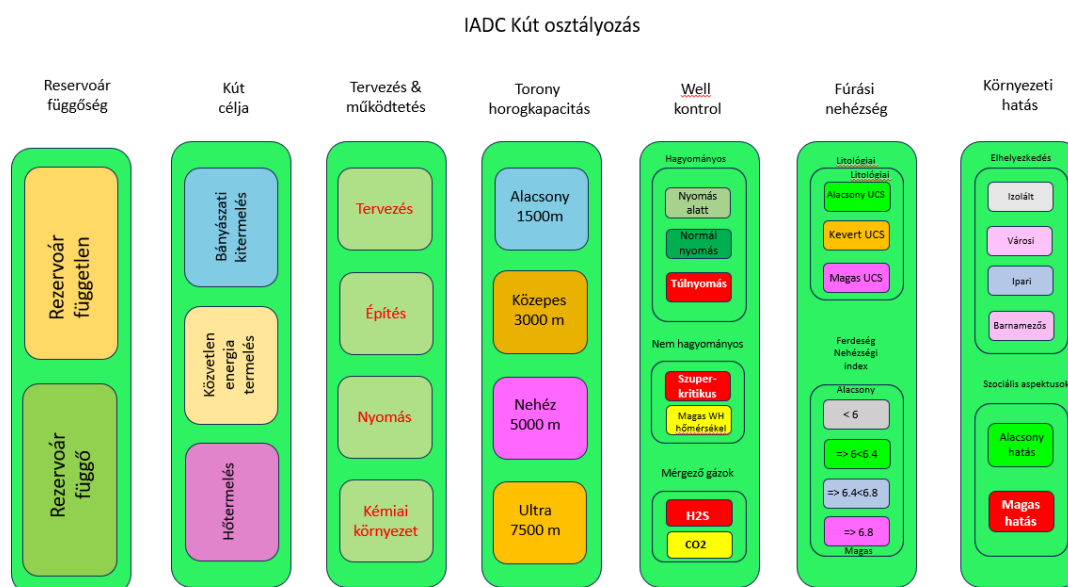 IADC Kút osztályozás
Reservoár
függőség
Rezervoár
független
Rezervoár
függő
Kút
célja
Bányászati
kitermelés
Közvetlen
energia
termelés
Hőtermelés
Tervezés &
működtetés
Tervezés
Építés
Nyomás
Kémiai
környezet
Torony
horogkapacitás
Alacsony
1500m
Közepes
3000 m
Nehéz
5000 m
Ultra
7500 m
Well
kontrol
Hagyományos
Nyomás
alatt
Normál
nyomás
Túlnyomás
Nem hagyományos
Szuper-
kritikus
Magas WH
hőmérsékel
Mérgező gázok
H2S
CO2
Fúrási
nehézség
Litológiai
Litológiai
Alacsony UCS
Kevert UCS
Magas UCS
Ferdeség
Nehézségi
index
Alacsony
< 6
=> 6<6.4
=> 6.4<6.8
=> 6.8
Magas
Környezeti
hatás
Elhelyezkedés
Izolált
Városi
Ipari
Barnamezős
Szociális aspektusok
Alacsony
hatás
Magas
hatás